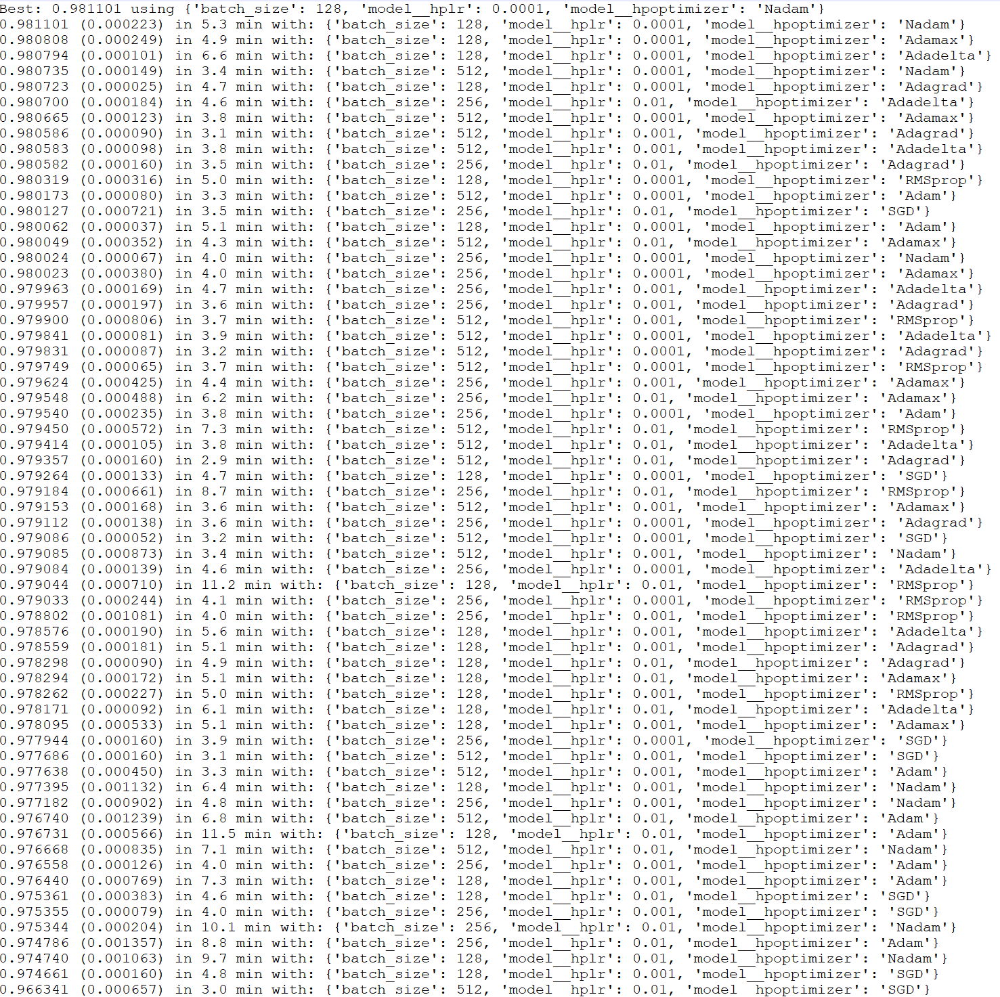 Best: 0.981101 using {'batch_size': 128, 'model__hplr': 0.0001, 'model__hpoptimizer': 'Nadam'}
0.981101 (0.000223) in 5.3 min with: {'batch_size': 128, 'model__hplr': 0.0001, 'model__hpoptimizer': 'Nadam'}
0.980808 (0.000249) in 4.9 min with: {'batch_size': 128, 'model__hplr': 0.0001, 'model__hpoptimizer': 'Adamax'}
0.980794 (0.000101) in 6.6 min with: {'batch_size': 128, 'model__hplr': 0.0001, 'model__hpoptimizer': 'Adadelta'}
0.980735 (0.000149) in 3.4 min with: {'batch_size': 512, 'model__hplr': 0.0001, 'model__hpoptimizer': 'Nadam'}
0.980723 (0.000025) in 4.7 min with: {'batch_size': 128, 'model__hplr': 0.0001, 'model__hpoptimizer': 'Adagrad'}
0.980700 (0.000184) in 4.6 min with: {'batch_size': 256, 'model__hplr': 0.01, 'model__hpoptimizer': 'Adadelta'}
0.980665 (0.000123) in 3.8 min with: {'batch_size': 512, 'model__hplr': 0.0001, 'model__hpoptimizer': 'Adamax'}
0.980586 (0.000090) in 3.1 min with: {'batch_size': 512, 'model__hplr': 0.001, 'model__hpoptimizer': 'Adagrad'}
0.980583 (0.000098) in 3.8 min with: {'batch_size': 512, 'model__hplr': 0.001, 'model__hpoptimizer': 'Adadelta'}
0.980582 (0.000160) in 3.5 min with: {'batch_size': 256, 'model__hplr': 0.01, 'model__hpoptimizer': 'Adagrad'}
0.980319 (0.000316) in 5.0 min with: {'batch_size': 128, 'model__hplr': 0.0001, 'model__hpoptimizer': 'RMSprop'}
0.980173 (0.000080) in 3.3 min with: {'batch_size': 512, 'model__hplr': 0.0001, 'model__hpoptimizer': 'Adam'}
0.980127 (0.000721) in 3.5 min with: {'batch_size': 256, 'model__hplr': 0.01, 'model__hpoptimizer': 'SGD'}
0.980062 (0.000037) in 5.1 min with: {'batch_size': 128, 'model__hplr': 0.0001, 'model__hpoptimizer': 'Adam'}
0.980049 (0.000352) in 4.3 min with: {'batch_size': 512, 'model__hplr': 0.01, 'model__hpoptimizer': 'Adamax'}
0.980024 (0.000067) in 4.0 min with: {'batch_size': 256, 'model__hplr': 0.0001, 'model__hpoptimizer': 'Nadam'}
0.980023 (0.000380) in 4.0 min with: {'batch_size': 256, 'model__hplr': 0.0001, 'model__hpoptimizer': 'Adamax'}
0.979963 (0.000169) in 4.7 min with: {'batch_size': 256, 'model__hplr': 0.001, 'model__hpoptimizer': 'Adadelta'}
0.979957 (0.000197) in 3.6 min with: {'batch_size': 256, 'model__hplr': 0.001, 'model__hpoptimizer': 'Adagrad'}
0.979900 (0.000806) in 3.7 min with: {'batch_size': 512, 'model__hplr': 0.001, 'model__hpoptimizer': 'RMSprop'}
0.979841 (0.000081) in 3.9 min with: {'batch_size': 512, 'model__hplr': 0.0001, 'model__hpoptimizer': 'Adadelta'}
0.979831 (0.000087) in 3.2 min with: {'batch_size': 512, 'model__hplr': 0.0001, 'model__hpoptimizer': 'Adagrad'}
0.979749 (0.000065) in 3.7 min with: {'batch_size': 512, 'model__hplr': 0.0001, 'model__hpoptimizer': 'RMSprop'}
0.979624 (0.000425) in 4.4 min with: {'batch_size': 256, 'model__hplr': 0.001, 'model__hpoptimizer': 'Adamax'}
0.979548 (0.000488) in 6.2 min with: {'batch_size': 256, 'model__hplr': 0.01, 'model__hpoptimizer': 'Adamax'}
0.979540 (0.000235) in 3.8 min with: {'batch_size': 256, 'model__hplr': 0.0001, 'model__hpoptimizer': 'Adam'}
0.979450 (0.000572) in 7.3 min with: {'batch_size': 512, 'model__hplr': 0.01, 'model__hpoptimizer': 'RMSprop'}
0.979414 (0.000105) in 3.8 min with: {'batch_size': 512, 'model__hplr': 0.01, 'model__hpoptimizer': 'Adadelta'}
0.979357 (0.000160) in 2.9 min with: {'batch_size': 512, 'model__hplr': 0.01, 'model__hpoptimizer': 'Adagrad'}
0.979264 (0.000133) in 4.7 min with: {'batch_size': 128, 'model__hplr': 0.0001, 'model__hpoptimizer': 'SGD'}
0.979184 (0.000661) in 8.7 min with: {'batch_size': 256, 'model__hplr': 0.01, 'model__hpoptimizer': 'RMSprop'}
0.979153 (0.000168) in 3.6 min with: {'batch_size': 512, 'model__hplr': 0.001, 'model__hpoptimizer': 'Adamax'}
0.979112 (0.000138) in 3.6 min with: {'batch_size': 256, 'model__hplr': 0.0001, 'model__hpoptimizer': 'Adagrad'}
0.979086 (0.000052) in 3.2 min with: {'batch_size': 512, 'model__hplr': 0.0001, 'model__hpoptimizer': 'SGD'}
0.979085 (0.000873) in 3.4 min with: {'batch_size': 512, 'model__hplr': 0.001, 'model__hpoptimizer': 'Nadam'}
0.979084 (0.000139) in 4.6 min with: {'batch_size': 256, 'model__hplr': 0.0001, 'model__hpoptimizer': 'Adadelta'}
0.979044 (0.000710) in 11.2 min with: {'batch_size': 128, 'model__hplr': 0.01, 'model__hpoptimizer': 'RMSprop'}
0.979033 (0.000244) in 4.1 min with: {'batch_size': 256, 'model__hplr': 0.0001, 'model__hpoptimizer': 'RMSprop'}
0.978802 (0.001081) in 4.0 min with: {'batch_size': 256, 'model__hplr': 0.001, 'model__hpoptimizer': 'RMSprop'}
0.978576 (0.000190) in 5.6 min with: {'batch_size': 128, 'model__hplr': 0.001, 'model__hpoptimizer': 'Adadelta'}
0.978559 (0.000181) in 5.1 min with: {'batch_size': 128, 'model__hplr': 0.001, 'model__hpoptimizer': 'Adagrad'}
0.978298 (0.000090) in 4.9 min with: {'batch_size': 128, 'model__hplr': 0.01, 'model__hpoptimizer': 'Adagrad'}
0.978294 (0.000172) in 5.1 min with: {'batch_size': 128, 'model__hplr': 0.01, 'model__hpoptimizer': 'Adamax'}
0.978262 (0.000227) in 5.0 min with: {'batch_size': 128, 'model__hplr': 0.001, 'model__hpoptimizer': 'RMSprop'}
0.978171 (0.000092) in 6.1 min with: {'batch_size': 128, 'model__hplr': 0.01, 'model__hpoptimizer': 'Adadelta'}
0.978095 (0.000533) in 5.1 min with: {'batch_size': 128, 'model__hplr': 0.001, 'model__hpoptimizer': 'Adamax'}
0.977944 (0.000160) in 3.9 min with: {'batch_size': 256, 'model__hplr': 0.0001, 'model__hpoptimizer': 'SGD'}
0.977686 (0.000160) in 3.1 min with: {'batch_size': 512, 'model__hplr': 0.001, 'model__hpoptimizer': 'SGD'}
0.977638 (0.000450) in 3.3 min with: {'batch_size': 512, 'model__hplr': 0.001, 'model__hpoptimizer': 'Adam'}
0.977395 (0.001132) in 6.4 min with: {'batch_size': 128, 'model__hplr': 0.001, 'model__hpoptimizer': 'Nadam'}
0.977182 (0.000902) in 4.8 min with: {'batch_size': 256, 'model__hplr': 0.001, 'model__hpoptimizer': 'Nadam'}
0.976740 (0.001239) in 6.8 min with: {'batch_size': 512, 'model__hplr': 0.01, 'model__hpoptimizer': 'Adam'}
0.976731 (0.000566) in 11.5 min with: {'batch_size': 128, 'model__hplr': 0.01, 'model__hpoptimizer': 'Adam'}
0.976668 (0.000835) in 7.1 min with: {'batch_size': 512, 'model__hplr': 0.01, 'model__hpoptimizer': 'Nadam'}
0.976558 (0.000126) in 4.0 min with: {'batch_size': 256, 'model__hplr': 0.001, 'model__hpoptimizer': 'Adam'}
0.976440 (0.000769) in 7.3 min with: {'batch_size': 128, 'model__hplr': 0.001, 'model__hpoptimizer': 'Adam'}
0.975361 (0.000383) in 4.6 min with: {'batch_size': 128, 'model__hplr': 0.01, 'model__hpoptimizer': 'SGD'}
0.975355 (0.000079) in 4.0 min with: {'batch_size': 256, 'model__hplr': 0.001, 'model__hpoptimizer': 'SGD'}
0.975344 (0.000204) in 10.1 min with: {'batch_size': 256, 'model__hplr': 0.01, 'model__hpoptimizer': 'Nadam'}
0.974786 (0.001357) in 8.8 min with: {'batch_size': 256, 'model__hplr': 0.01, 'model__hpoptimizer': 'Adam'}
0.974740 (0.001063) in 9.7 min with: {'batch_size': 128, 'model__hplr': 0.01, 'model__hpoptimizer': 'Nadam'}
0.974661 (0.000160) in 4.8 min with: {'batch_size': 128, 'model__hplr': 0.001, 'model__hpoptimizer': 'SGD'}
0.966341 (0.000657) in 3.0 min with: {'batch_size': 512, 'model__hplr': 0.01, 'model__hpoptimizer': 'SGD'}